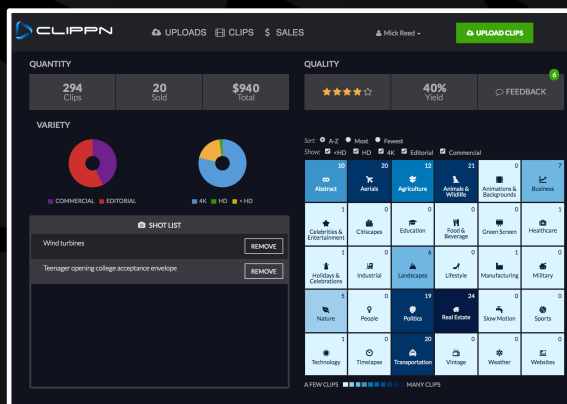 CLIPPN
UPLOADS CLIPS $ SALES
Mick Reed
UPLOAD CLIPS
QUANTITY
294 20 $940
Clips Sold Total
QUALITY
40%
Yield
FEEDBACK
6
VARIETY
COMMERCIAL EDITORIAL
4K HD < HD
SHOT LIST
Wind turbines REMOVE
Teenager opening college acceptance envelope REMOVE
Sort: A-Z Most Fewest
Show: <HD HD 4K Editorial Commercial
10 20 12 21 0 7
Abstract Aerials Agriculture Animals & Wildlife Animations & Backgrounds Business
1 0 0 0 0 1
Celebrities & Entertainment Citiscapes Education Food & Beverage Green Screen Healthcare
1 0 6 0 1 0
Holidays & Celebrations Industrial Landscapes Lifestyle Manufacturing Military
5 0 19 24 0 0
Nature People Politics Real Estate Slow Motion Sports
1 0 20 0 0 0
Technology Timelapse Transportation Vintage Weather Websites
A FEW CLIPS MANY CLIPS